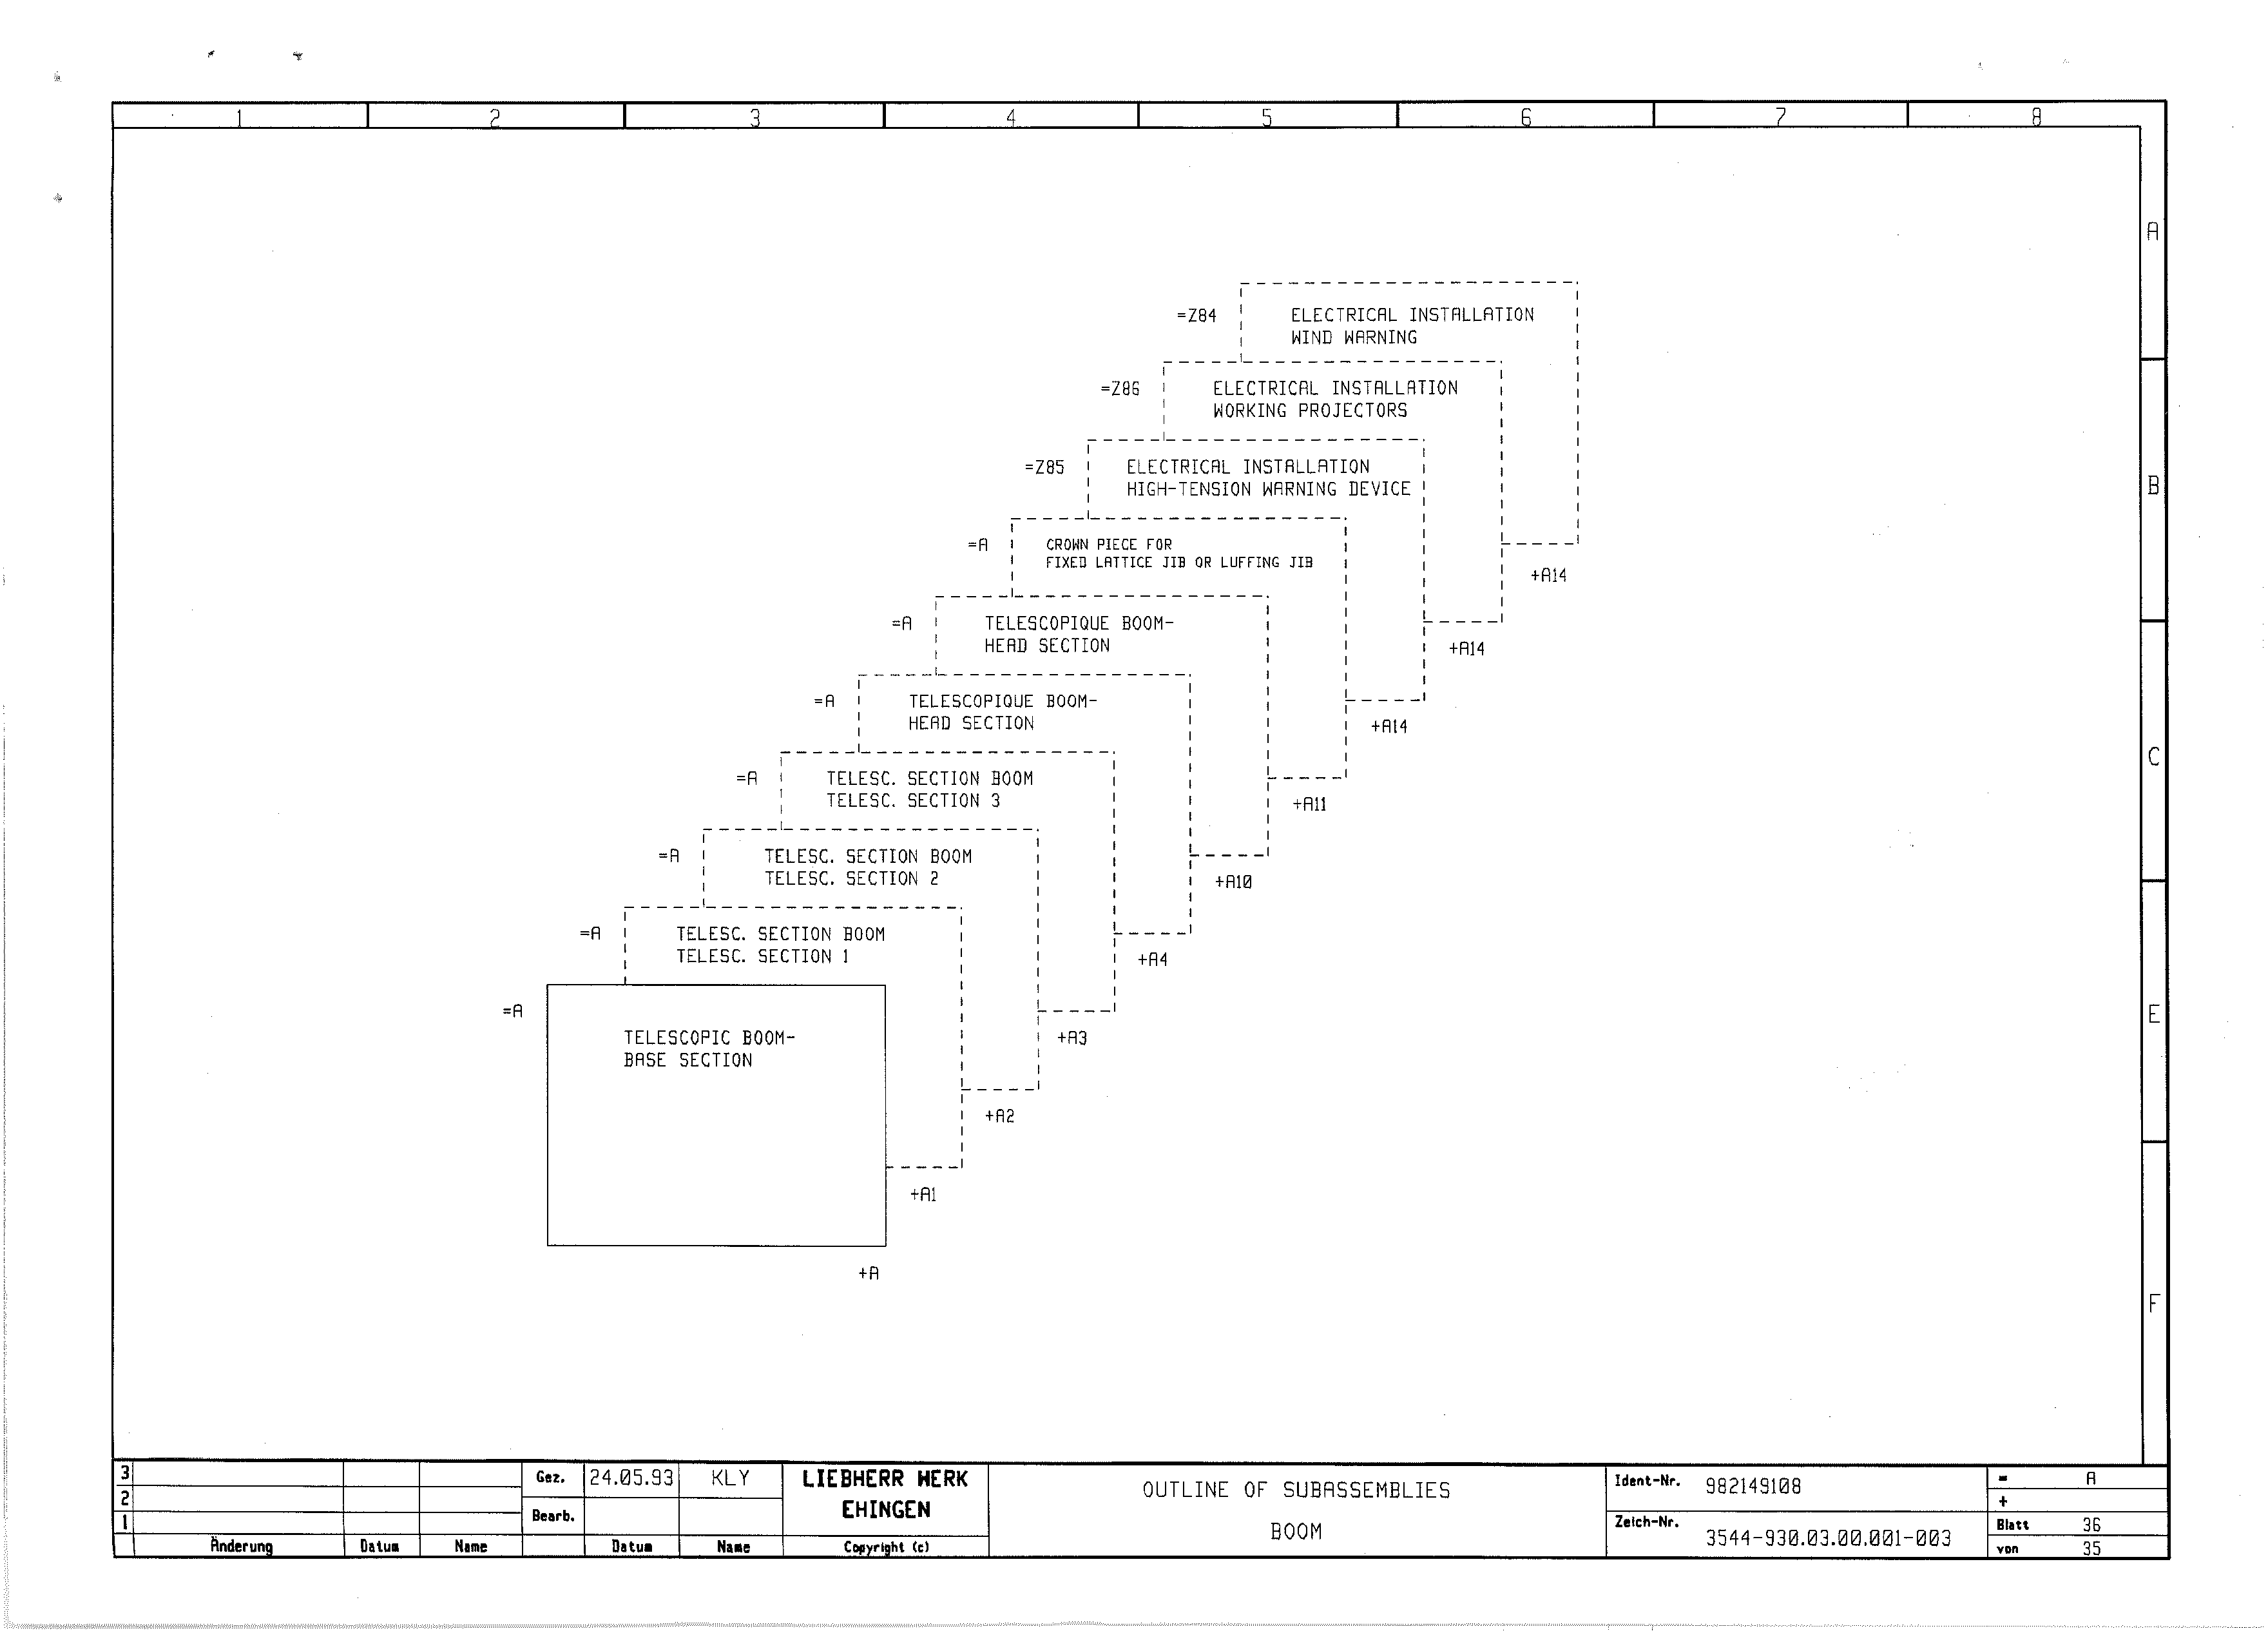 1 2 3 4 5 6 7 8
A
=Z84 ELECTRICAL INSTALLATION
WIND WARNING
=Z86 ELECTRICAL INSTALLATION
WORKING PROJECTORS
=Z85 ELECTRICAL INSTALLATION
HIGH-TENSION WARNING DEVICE
B
=A CROWN PIECE FOR
FIXED LATTICE JIB OR LUFFING JIB
+A14
=A TELESCOPIQUE BOOM-
HEAD SECTION
+A14
=A TELESCOPIQUE BOOM-
HEAD SECTION
+A14
C
=A TELESC. SECTION BOOM
TELESC. SECTION 3
+A11
=A TELESC. SECTION BOOM
TELESC. SECTION 2
+A10
=A TELESC. SECTION BOOM
TELESC. SECTION 1
+A4
=A
E
TELESCOPIC BOOM-
BASE SECTION
+A3
+A2
+A1
+A
F
3
2
1
Änderung Datum Name
Gez. 24.05.93 KLY
Bearb.
Datum Name
LIEBHERR WERK
EHINGEN
Copyright (c)
OUTLINE OF SUBASSEMBLIES
BOOM
Ident-Nr. 982149108
Zeich-Nr. 3544-930.03.00.001-003
= A
+
Blatt 36
von 35